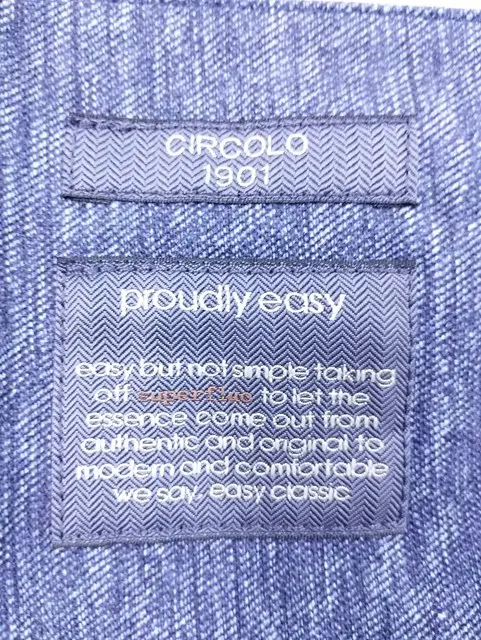 CIRCOLO
1901
proudly easy
easy but not simple taking
off superfluo to let the
essence come out from
authentic and original to
modern and comfortable
we say. easy classic